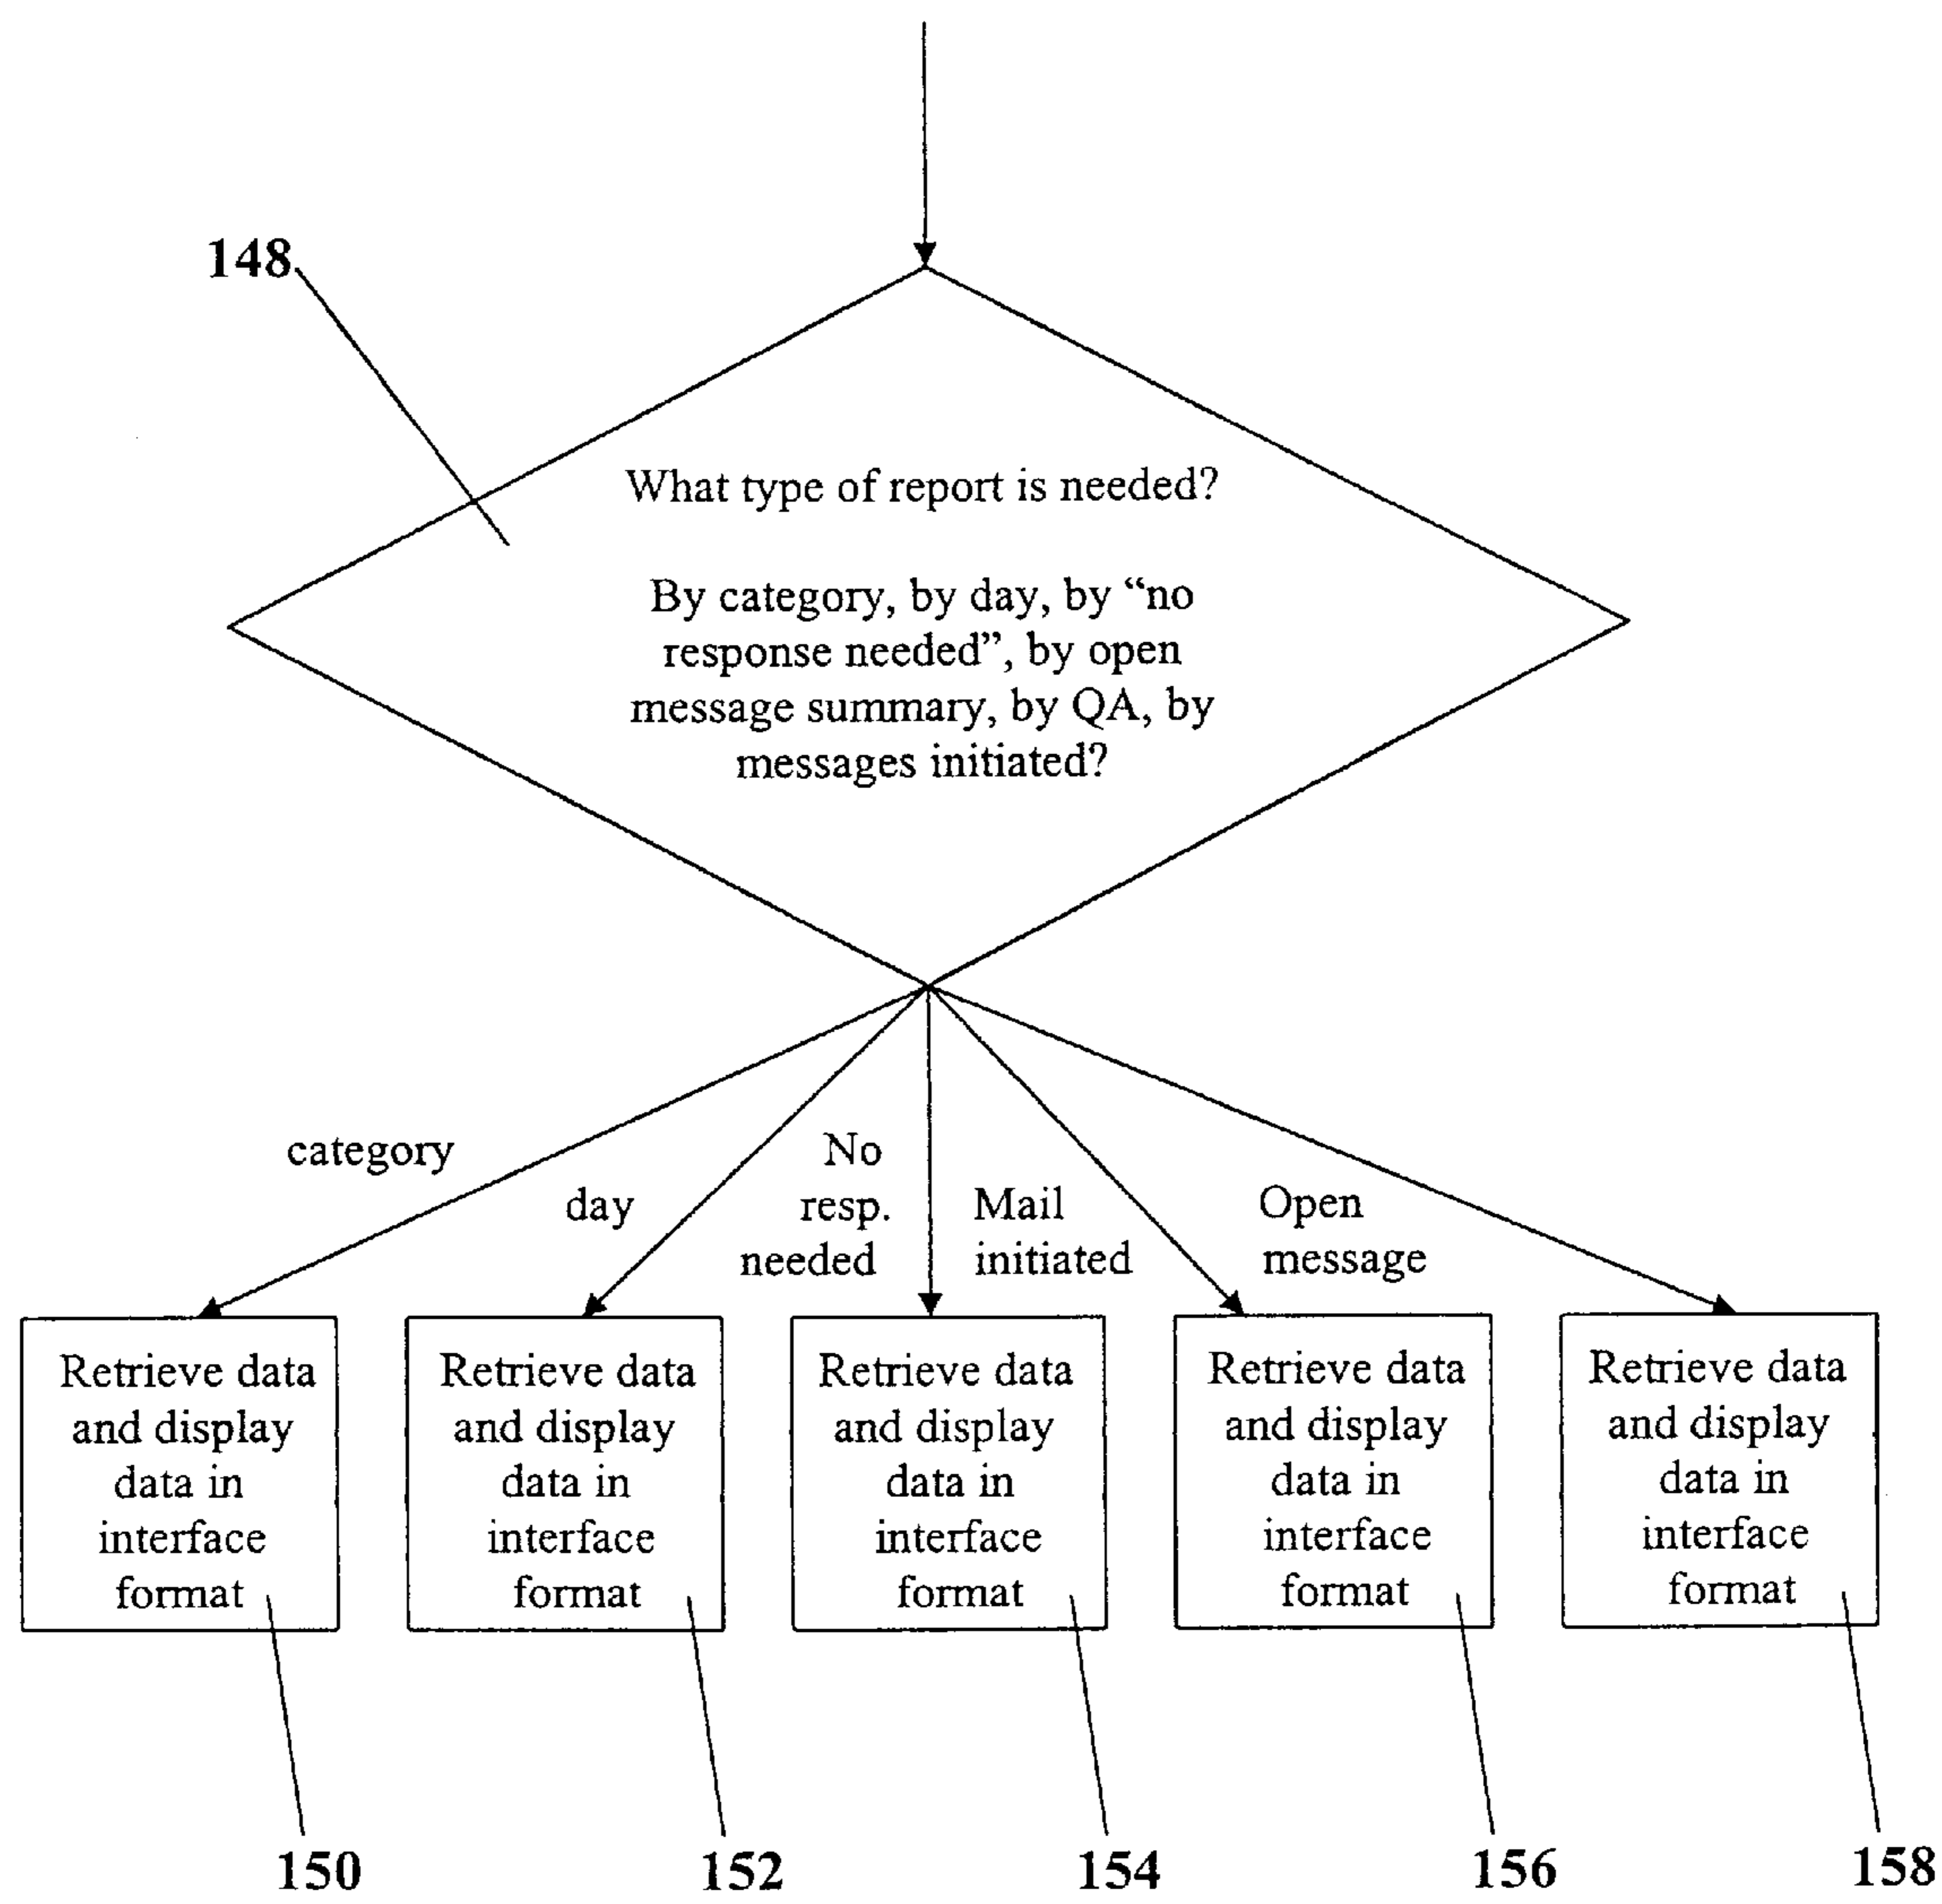 148
What type of report is needed?
By category, by day, by “no
response needed”, by open
message summary, by QA, by
messages initiated?
category
day
No
resp.
needed
Mail
initiated
Open
message
Retrieve data
and display
data in
interface
format
Retrieve data
and display
data in
interface
format
Retrieve data
and display
data in
interface
format
Retrieve data
and display
data in
interface
format
Retrieve data
and display
data in
interface
format
150
152
154
156
158